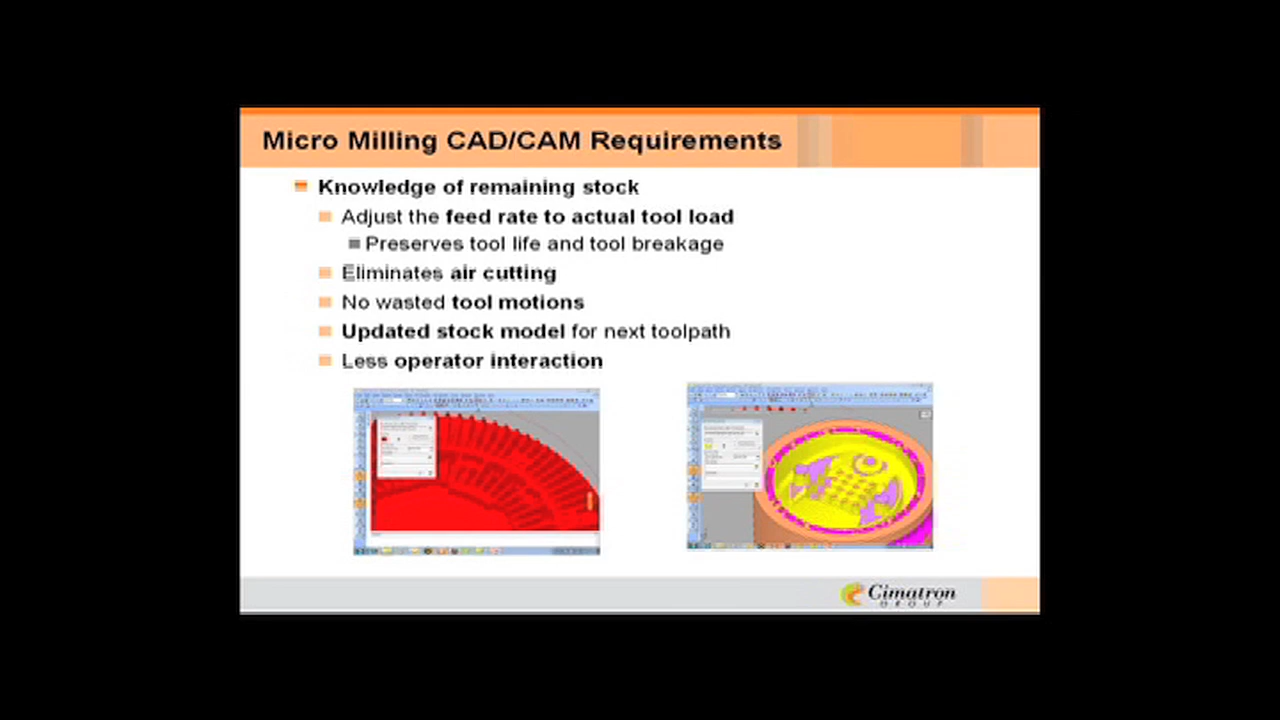 Micro Milling CAD/CAM Requirements
Knowledge of remaining stock
Adjust the feed rate to actual tool load
Preserves tool life and tool breakage
Eliminates air cutting
No wasted tool motions
Updated stock model for next toolpath
Less operator interaction
Cimatron
GROUP